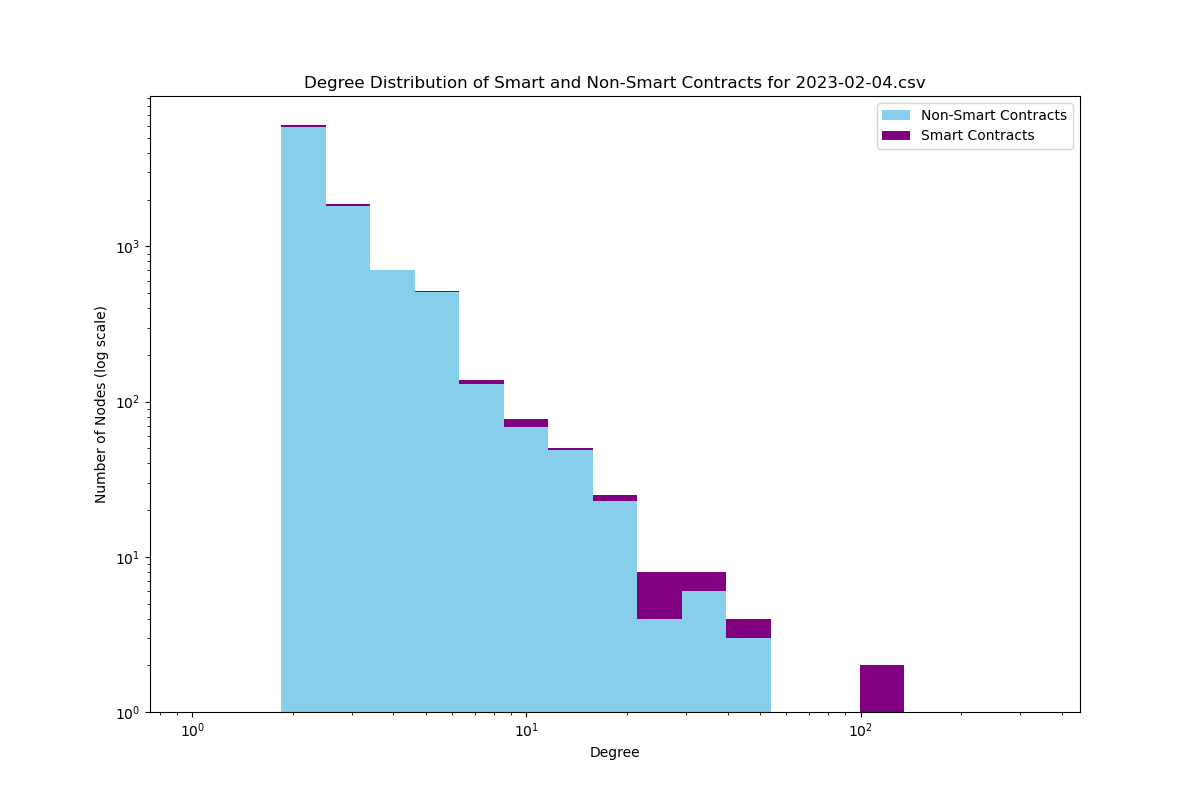 Degree Distribution of Smart and Non-Smart Contracts for 2023-02-04.csv
Non-Smart Contracts
Smart Contracts
Number of Nodes (log scale)
10³
10²
10¹
10⁰
10⁰ 10¹ 10²
Degree